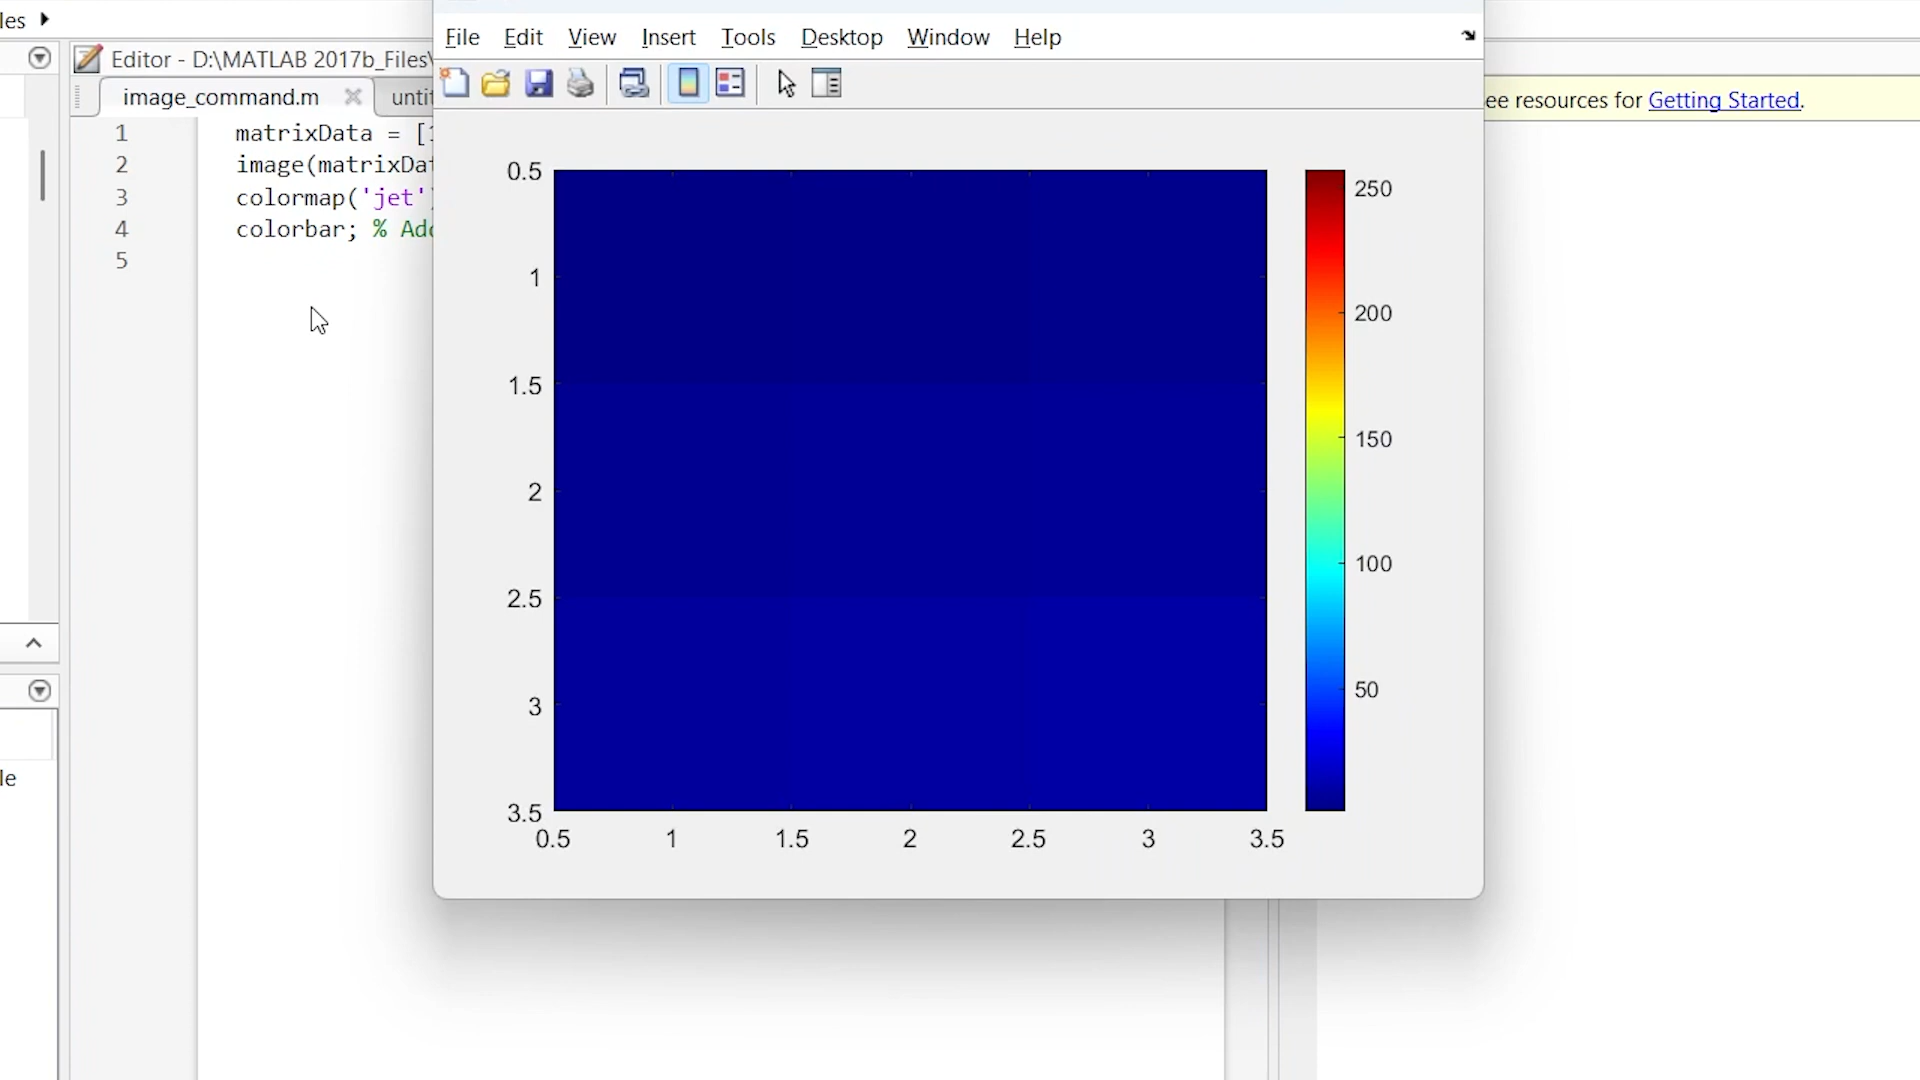 les
File Edit View Insert Tools Desktop Window Help
Editor - D:\MATLAB 2017b_Files\
image_command.m
ee resources for Getting Started.
1 matrixData = [
2 image(matrixDat
3 colormap('jet'
4 colorbar; % Add
5
0.5
1
1.5
2
2.5
3
3.5
0.5 1 1.5 2 2.5 3 3.5
250
200
150
100
50
le